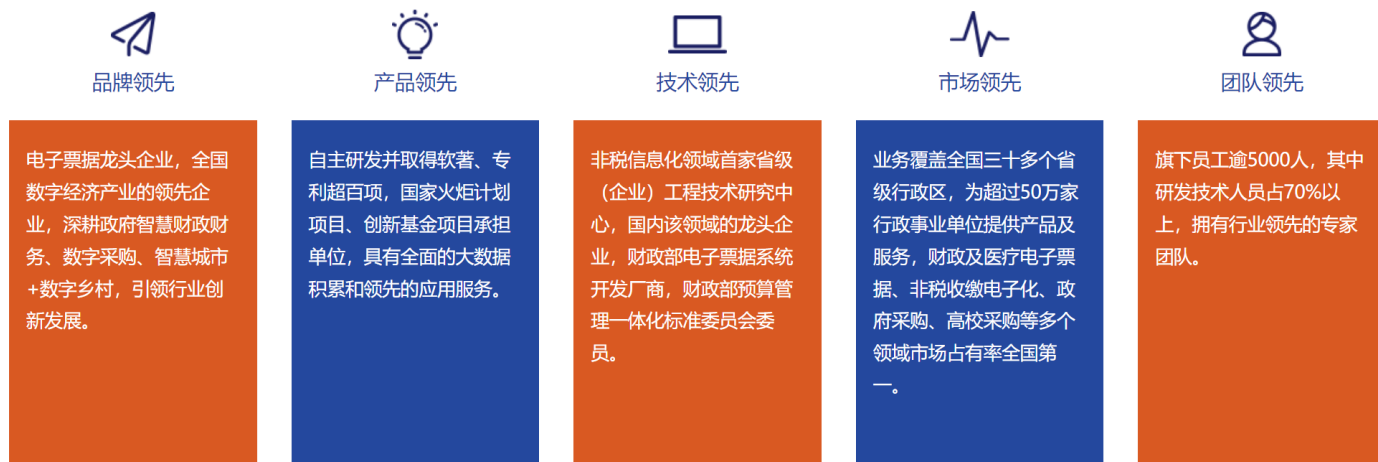 品牌领先
电子票据龙头企业，全国
数字经济产业的领先企
业，深耕政府智慧财政财
务、数字采购、智慧城市
+数字乡村，引领行业创
新发展。
产品领先
自主研发并取得软著、专
利超百项，国家火炬计划
项目、创新基金项目承担
单位，具有全面的大数据
积累和领先的应用服务。
技术领先
非税信息化领域首家省级
（企业）工程技术研究中
心，国内该领域的龙头企
业，财政部电子票据系统
开发厂商，财政部预算管
理一体化标准委员会委
员。
市场领先
业务覆盖全国三十多个省
级行政区，为超过50万家
行政事业单位提供产品及
服务，财政及医疗电子票
据、非税收缴电子化、政
府采购、高校采购等多个
领域市场占有率全国第
一。
团队领先
旗下员工逾5000人，其中
研发技术人员占70%以
上，拥有行业领先的专家
团队。